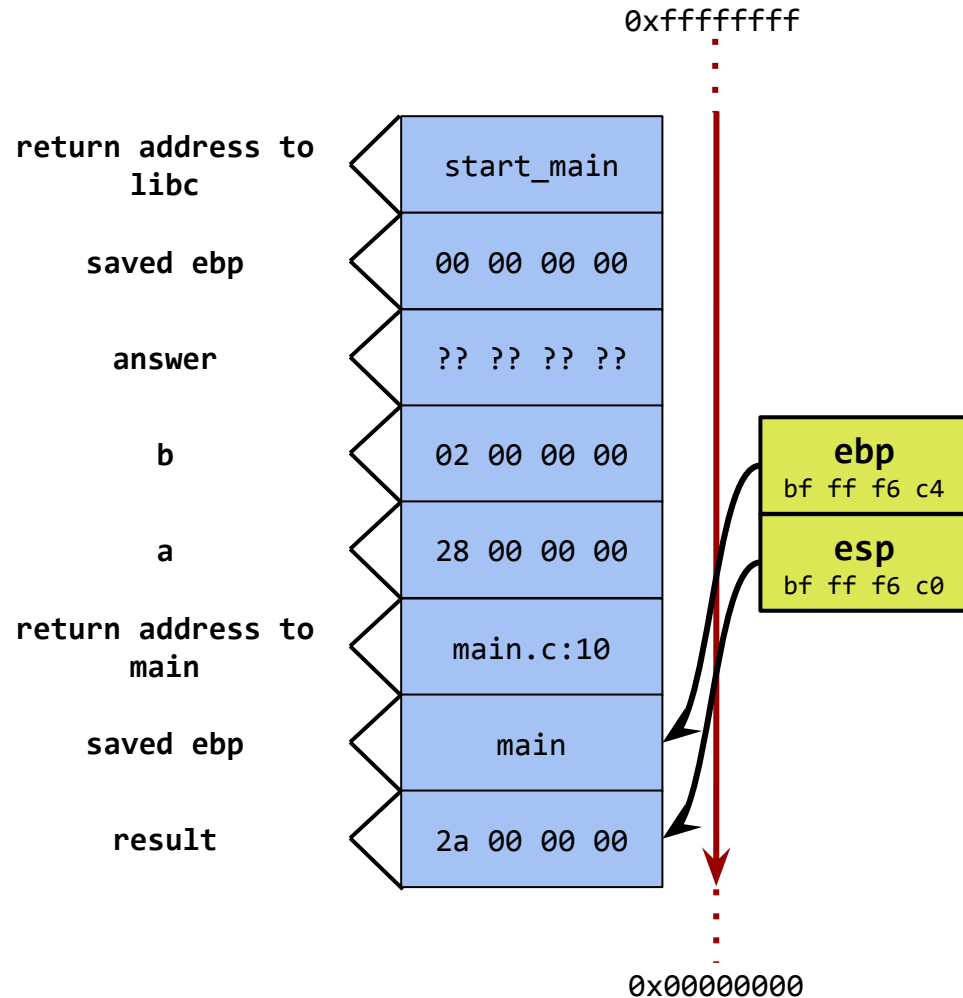 0xffffffff
return address to
libc
start_main
saved ebp
00 00 00 00
answer
?? ?? ?? ??
b
02 00 00 00
ebp
bf ff f6 c4
a
28 00 00 00
esp
bf ff f6 c0
return address to
main
main.c:10
saved ebp
main
result
2a 00 00 00
0x00000000